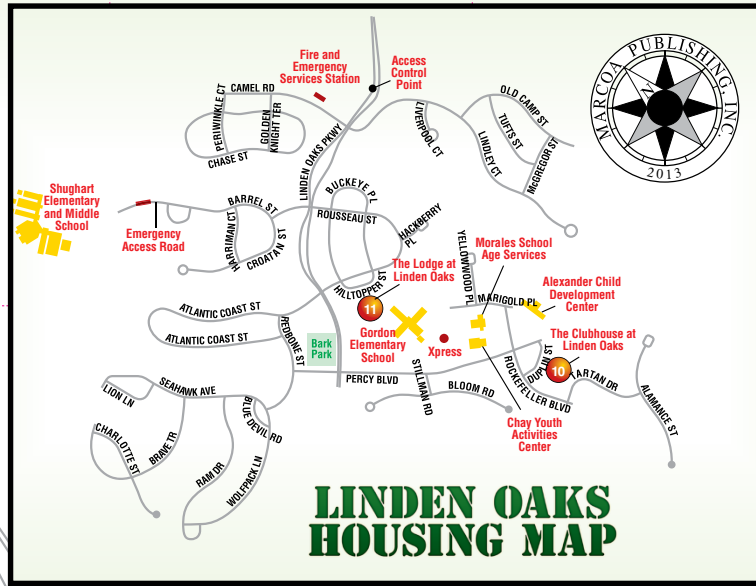 Fire and
Emergency
Services Station
Access
Control
Point
MARCOA PUBLISHING, INC.
N
2013
CAMEL RD
PERIWINKLE CT
GOLDEN
KNIGHT TER
CHASE ST
LINDEN OAKS PKWY
LIVERPOOL CT
OLD CAMP ST
TUFTS ST
LINDLEY CT
McGREGOR ST
Shughart
Elementary
and Middle
School
Emergency
Access Road
BARREL ST
HARRIMAN CT
CROATAN ST
BUCKEYE PL
ROUSSEAU ST
HACKBERRY
PL
HILLTOPPER ST
The Lodge at
Linden Oaks
11
YELLOWWOOD PL
Morales School
Age Services
MARIGOLD PL
Alexander Child
Development
Center
ATLANTIC COAST ST
ATLANTIC COAST ST
REDBONE ST
Bark
Park
Gordon
Elementary
School
Xpress
The Clubhouse at
Linden Oaks
10
DUPLIN ST
TARTAN DR
ROCKEFELLER BLVD
ALAMANCE ST
PERCY BLVD
STILLMAN RD
BLOOM RD
Chay Youth
Activities
Center
SEAHAWK AVE
LION LN
CHARLOTTE ST
BRAVE TR
BLUE DEVIL RD
RAM DR
WOLFPACK LN
LINDEN OAKS
HOUSING MAP